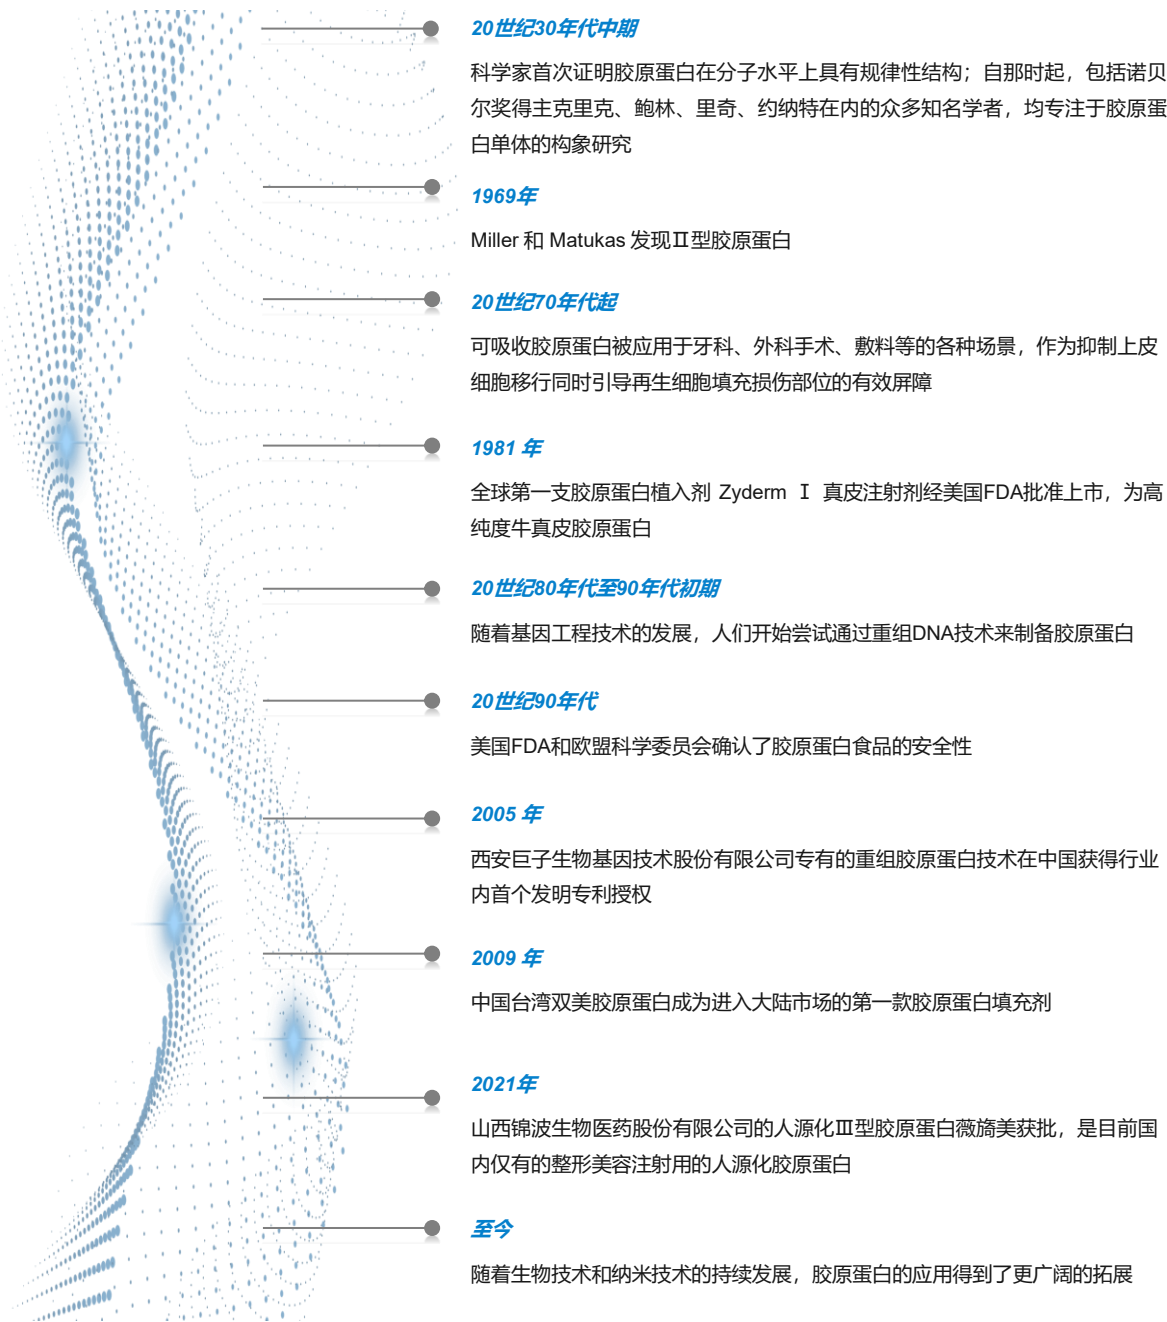 20世纪30年代中期
科学家首次证明胶原蛋白在分子水平上具有规律性结构；自那时起，包括诺贝
尔奖得主克里克、鲍林、里奇、约纳特在内的众多知名学者，均专注于胶原蛋
白单体的构象研究
1969年
Miller 和 Matukas 发现Ⅱ型胶原蛋白
20世纪70年代起
可吸收胶原蛋白被应用于牙科、外科手术、敷料等的各种场景，作为抑制上皮
细胞移行同时引导再生细胞填充损伤部位的有效屏障
1981 年
全球第一支胶原蛋白植入剂 Zyderm Ⅰ 真皮注射剂经美国FDA批准上市，为高
纯度牛真皮胶原蛋白
20世纪80年代至90年代初期
随着基因工程技术的发展，人们开始尝试通过重组DNA技术来制备胶原蛋白
20世纪90年代
美国FDA和欧盟科学委员会确认了胶原蛋白食品的安全性
2005 年
西安巨子生物基因技术股份有限公司专有的重组胶原蛋白技术在中国获得行业
内首个发明专利授权
2009 年
中国台湾双美胶原蛋白成为进入大陆市场的第一款胶原蛋白填充剂
2021年
山西锦波生物医药股份有限公司的人源化Ⅲ型胶原蛋白薇旖美获批，是目前国
内仅有的整形美容注射用的人源化胶原蛋白
至今
随着生物技术和纳米技术的持续发展，胶原蛋白的应用得到了更广阔的拓展